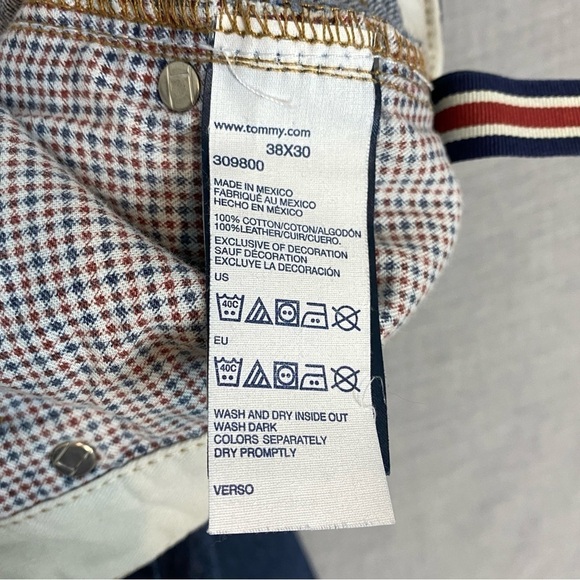 www.tommy.com
38X30
309800
MADE IN MEXICO
FABRIQUÉ AU MEXICO
HECHO EN MÉXICO
100% COTTON/COTON/ALGODÓN
100%LEATHER/CUIR/CUERO.
EXCLUSIVE OF DECORATION
SAUF DÉCORATION
EXCLUYE LA DECORACIÓN
US
40C
EU
40C
WASH AND DRY INSIDE OUT
WASH DARK
COLORS SEPARATELY
DRY PROMPTLY
VERSO